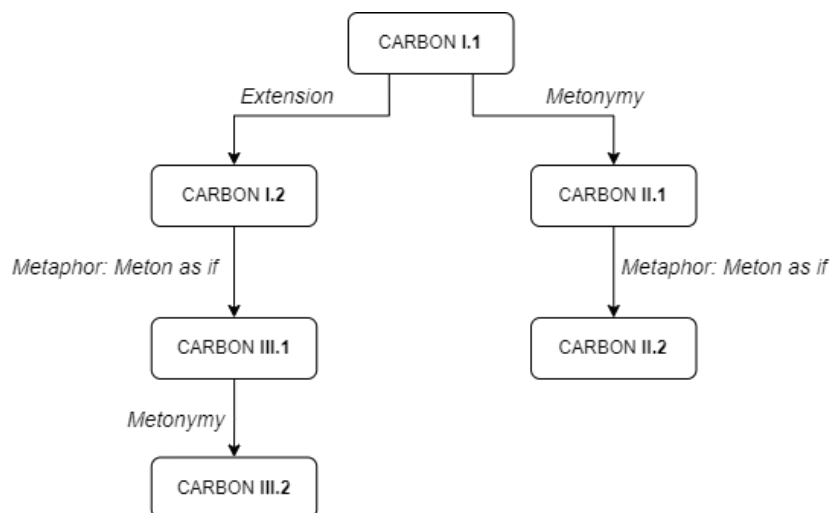 CARBON I.1
Extension
Metonymy
CARBON I.2
CARBON II.1
Metaphor: Meton as if
Metaphor: Meton as if
CARBON III.1
CARBON II.2
Metonymy
CARBON III.2